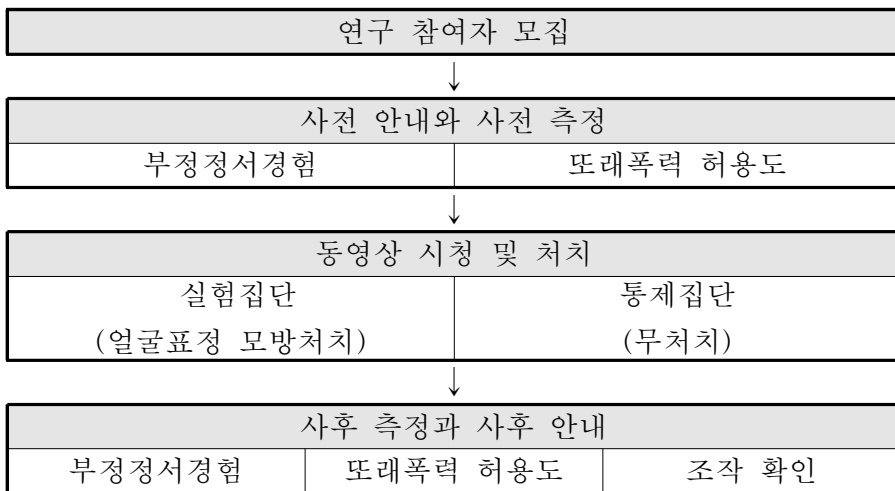 연구 참여자 모집
↓
사전 안내와 사전 측정
부정정서경험 또래폭력 허용도
↓
동영상 시청 및 처치
실험집단 통제집단
(얼굴표정 모방처치) (무처치)
↓
사후 측정과 사후 안내
부정정서경험 또래폭력 허용도 조작 확인